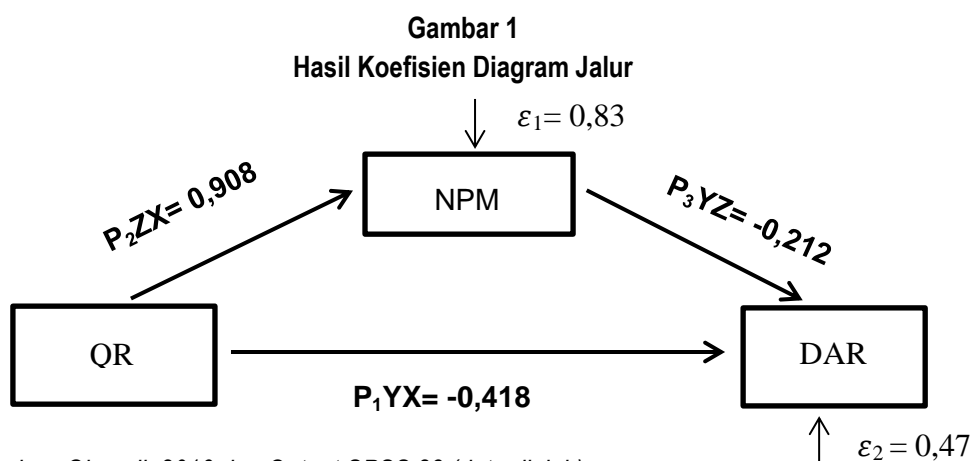 Gambar 1
Hasil Koefisien Diagram Jalur
ε₁= 0,83
NPM
P₂ZX= 0,908
P₃YZ= -0,212
QR
DAR
P₁YX= -0,418
ε₂ = 0,47